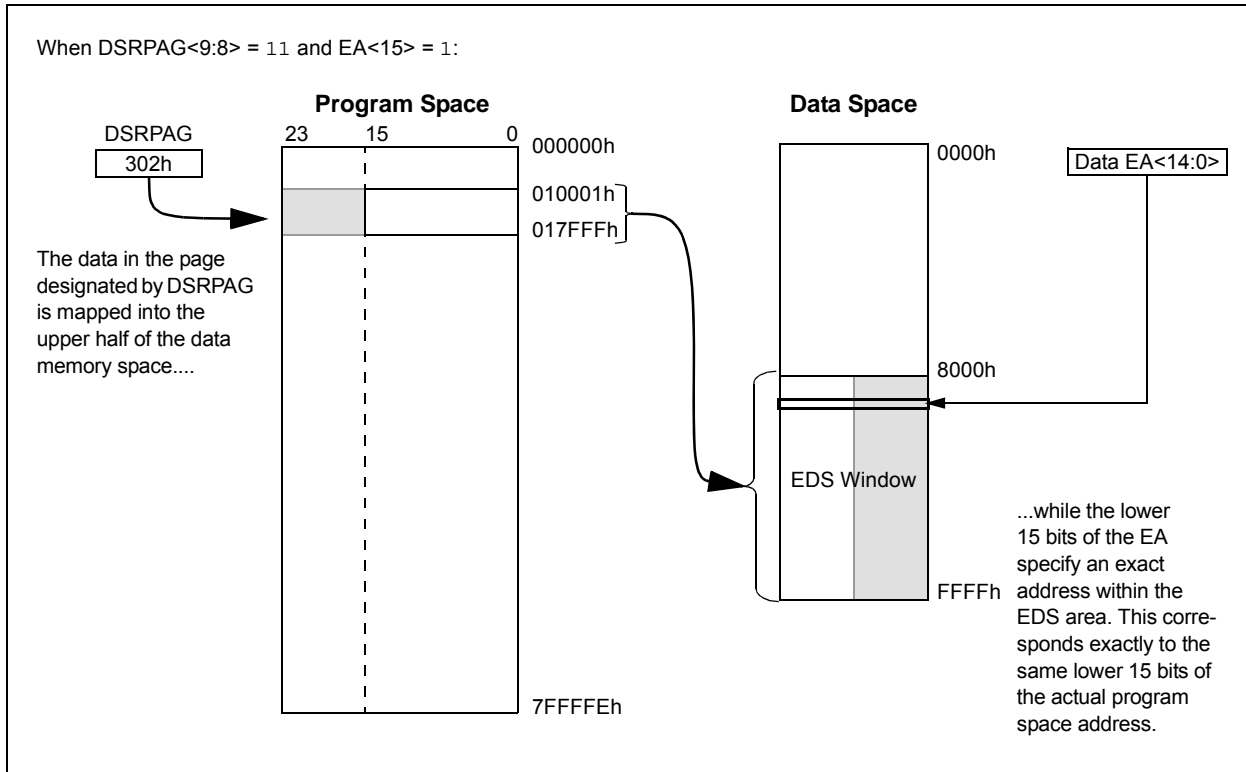 When DSRPAG<9:8> = 11 and EA<15> = 1:
Program Space
Data Space
DSRPAG
302h
23 15 0
000000h
010001h
017FFFh
7FFFFEh
The data in the page
designated by DSRPAG
is mapped into the
upper half of the data
memory space....
0000h
8000h
FFFFh
EDS Window
Data EA<14:0>
...while the lower
15 bits of the EA
specify an exact
address within the
EDS area. This corre-
sponds exactly to the
same lower 15 bits of
the actual program
space address.